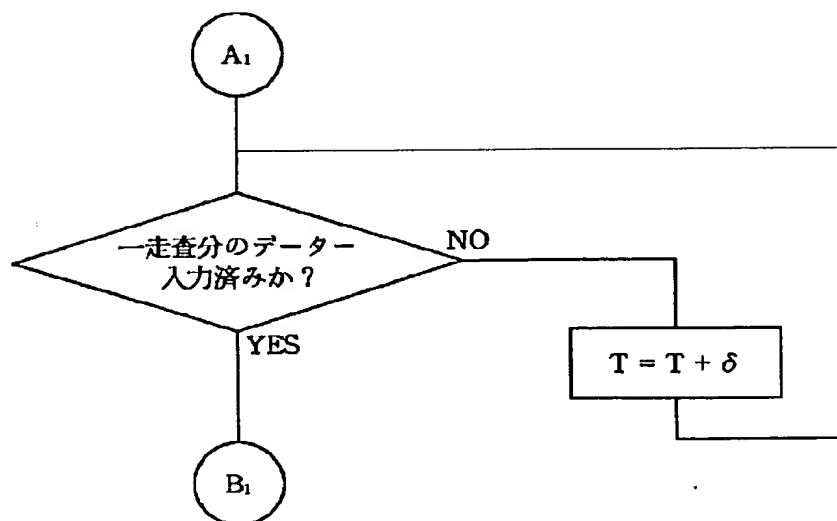 A₁
一走査分のデーター
入力済みか？
NO
YES
T = T + δ
B₁